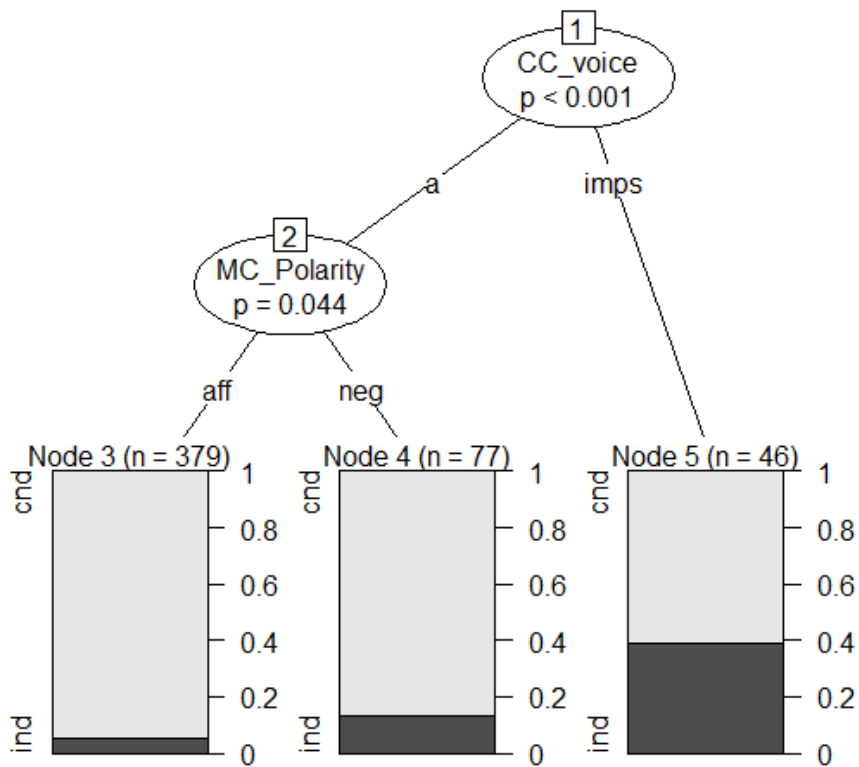 1
CC_voice
p < 0.001
a
imps
2
MC_Polarity
p = 0.044
aff
neg
Node 3 (n = 379)
cnd
ind
1
0.8
0.6
0.4
0.2
0
Node 4 (n = 77)
cnd
ind
1
0.8
0.6
0.4
0.2
0
Node 5 (n = 46)
cnd
ind
1
0.8
0.6
0.4
0.2
0